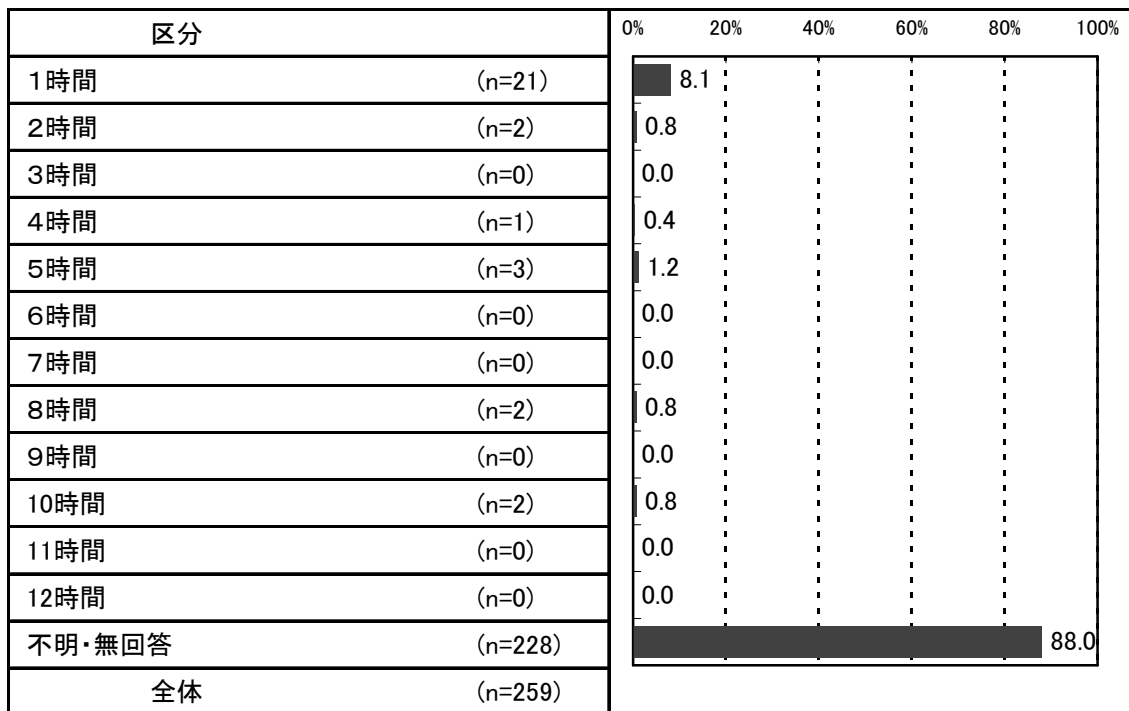 区分 0% 20% 40% 60% 80% 100%
1時間 (n=21) 8.1
2時間 (n=2) 0.8
3時間 (n=0) 0.0
4時間 (n=1) 0.4
5時間 (n=3) 1.2
6時間 (n=0) 0.0
7時間 (n=0) 0.0
8時間 (n=2) 0.8
9時間 (n=0) 0.0
10時間 (n=2) 0.8
11時間 (n=0) 0.0
12時間 (n=0) 0.0
不明・無回答 (n=228) 88.0
全体 (n=259)